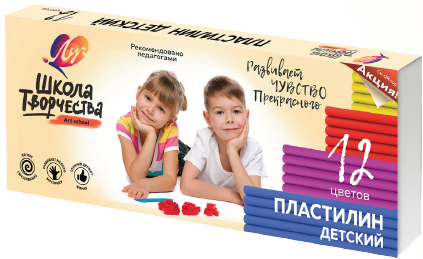 ПЛАСТИЛИН ДЕТСКИЙ
Луч
Школа
Творчества
Art school
Рекомендовано
педагогами
Развивает
ЧУВСТВО
Прекрасного
Акция!
12
цветов
ПЛАСТИЛИН
ДЕТСКИЙ